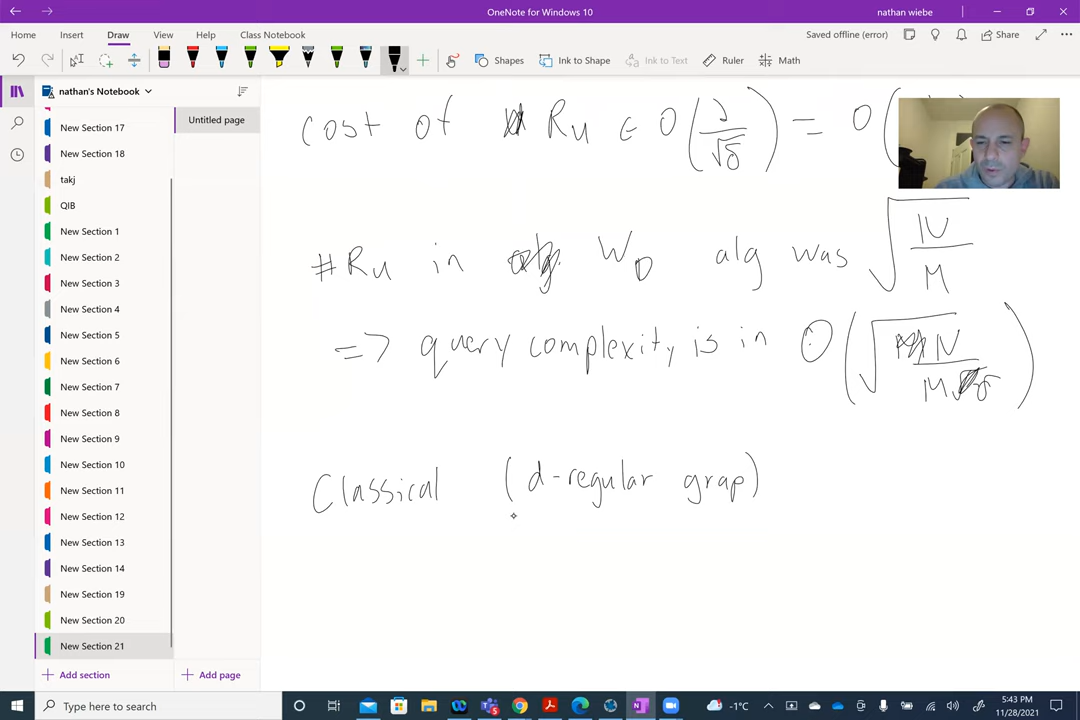 OneNote for Windows 10
nathan wiebe
Home Insert Draw View Help Class Notebook
Saved offline (error)
Share
Shapes
Ink to Shape
Ink to Text
Ruler
Math
nathan's Notebook
Untitled page
New Section 17
New Section 18
takj
QIB
New Section 1
New Section 2
New Section 3
New Section 4
New Section 5
New Section 6
New Section 7
New Section 8
New Section 9
New Section 10
New Section 11
New Section 12
New Section 13
New Section 14
New Section 19
New Section 20
New Section 21
Add section
Add page
cost of Ru ∈ O(2/√δ) = O(
#Ru in W_D alg was √(N/M)
=> query complexity is in O(√(N/Mδ))
Classical (d-regular grap)
Type here to search
-1°C
5:43 PM
11/28/2021